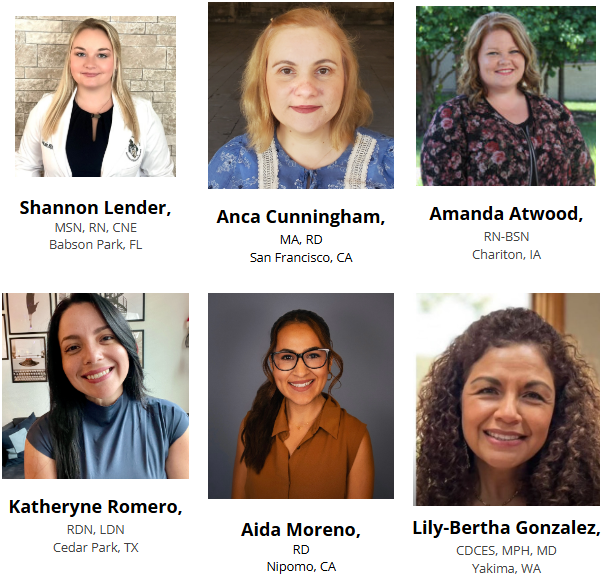 Shannon Lender,
MSN, RN, CNE
Babson Park, FL
Anca Cunningham,
MA, RD
San Francisco, CA
Amanda Atwood,
RN-BSN
Chariton, IA
Katheryne Romero,
RDN, LDN
Cedar Park, TX
Aida Moreno,
RD
Nipomo, CA
Lily-Bertha Gonzalez,
CDCES, MPH, MD
Yakima, WA